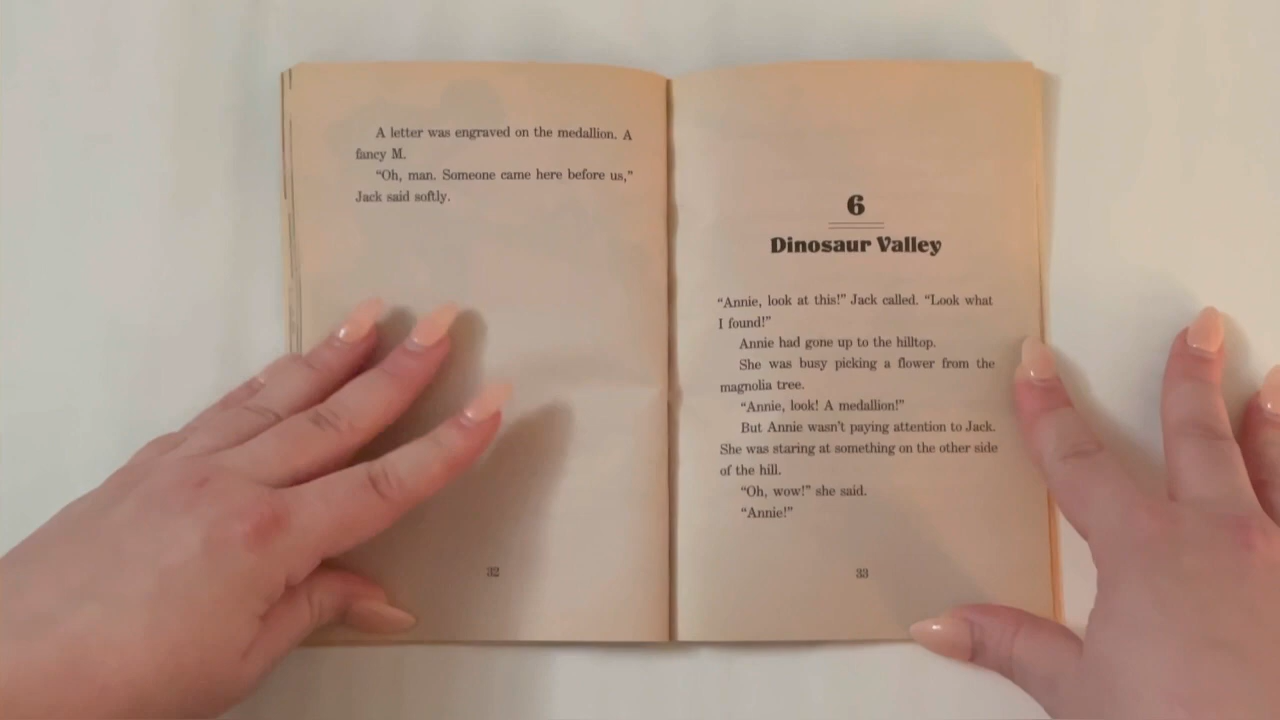 A letter was engraved on the medallion. A
fancy M.
“Oh, man. Someone came here before us,”
Jack said softly.
32
6
Dinosaur Valley
“Annie, look at this!” Jack called. “Look what
I found!”
Annie had gone up to the hilltop.
She was busy picking a flower from the
magnolia tree.
“Annie, look! A medallion!”
But Annie wasn’t paying attention to Jack.
She was staring at something on the other side
of the hill.
“Oh, wow!” she said.
“Annie!”
33